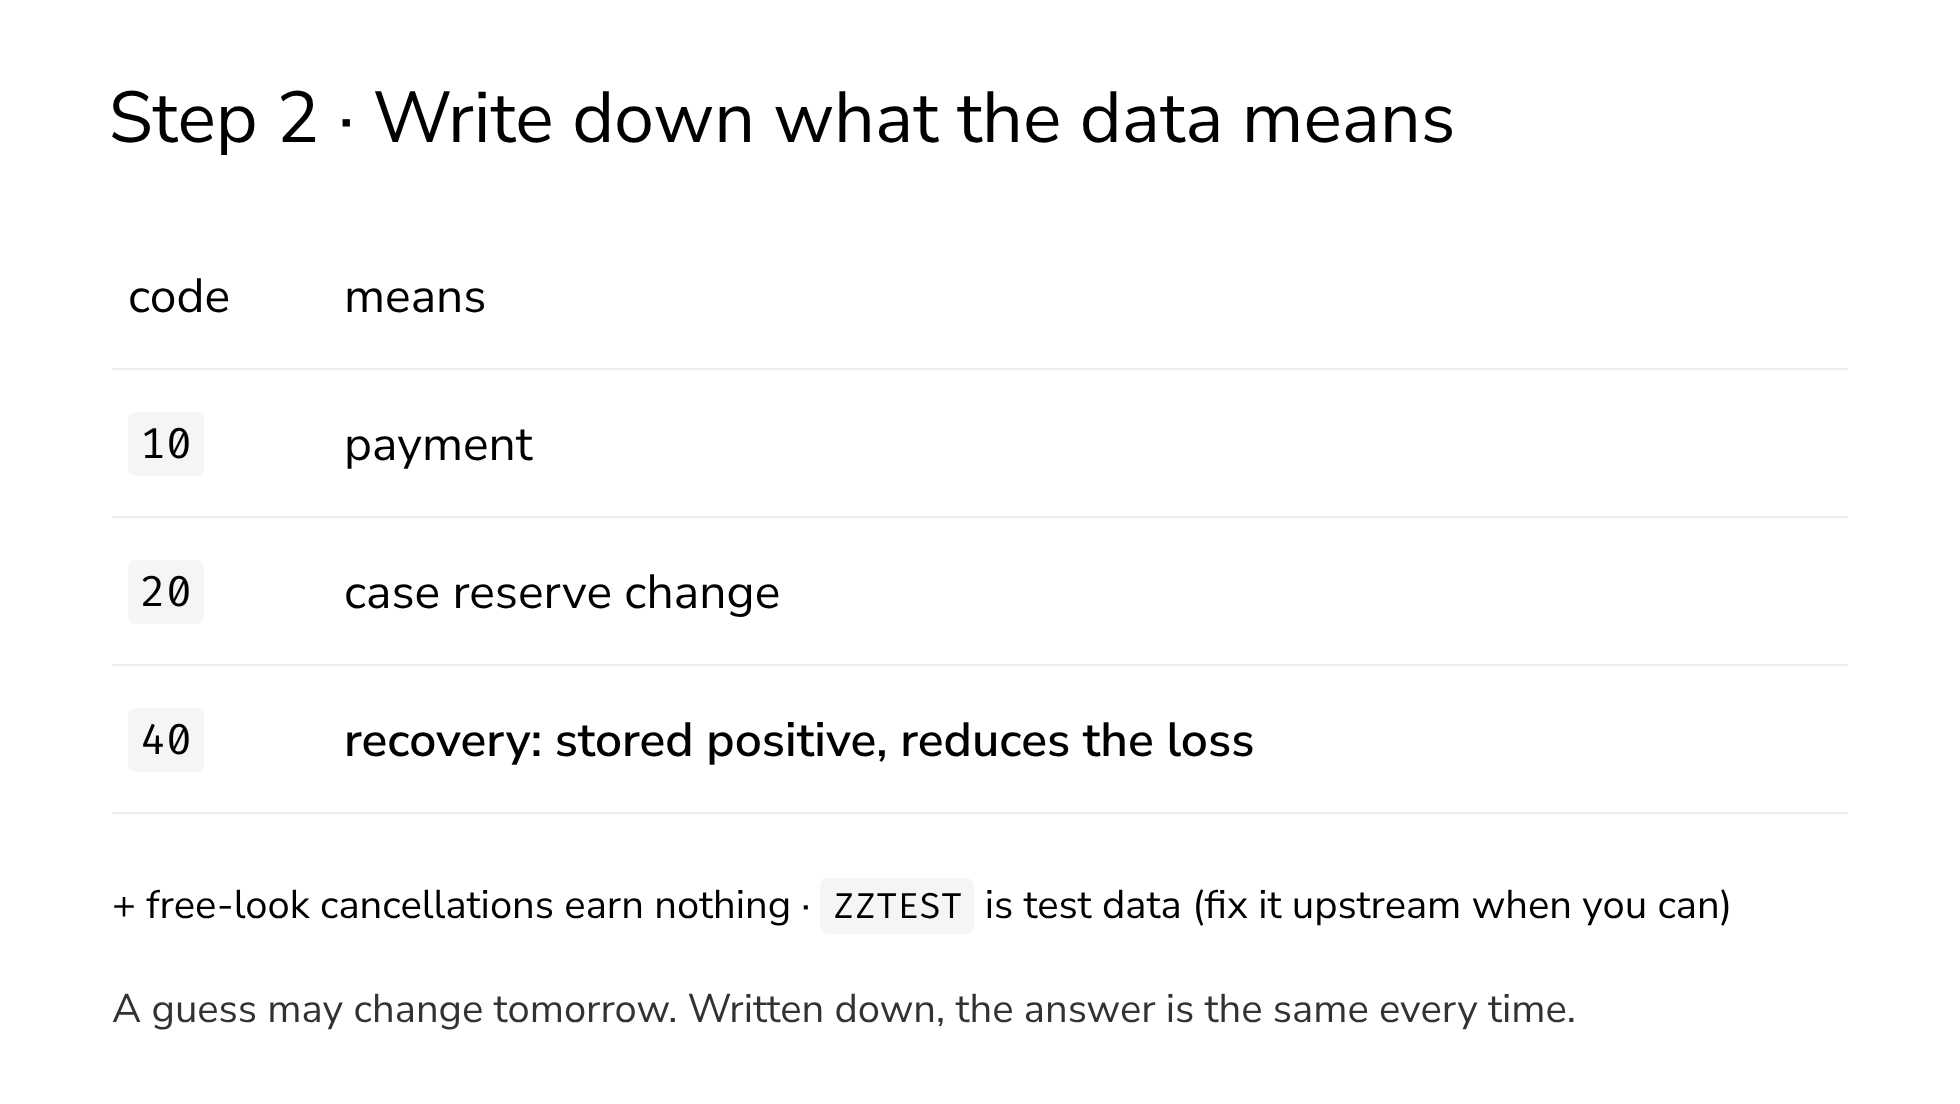 Step 2 · Write down what the data means
code means
10 payment
20 case reserve change
40 recovery: stored positive, reduces the loss
+ free-look cancellations earn nothing · ZZTEST is test data (fix it upstream when you can)
A guess may change tomorrow. Written down, the answer is the same every time.